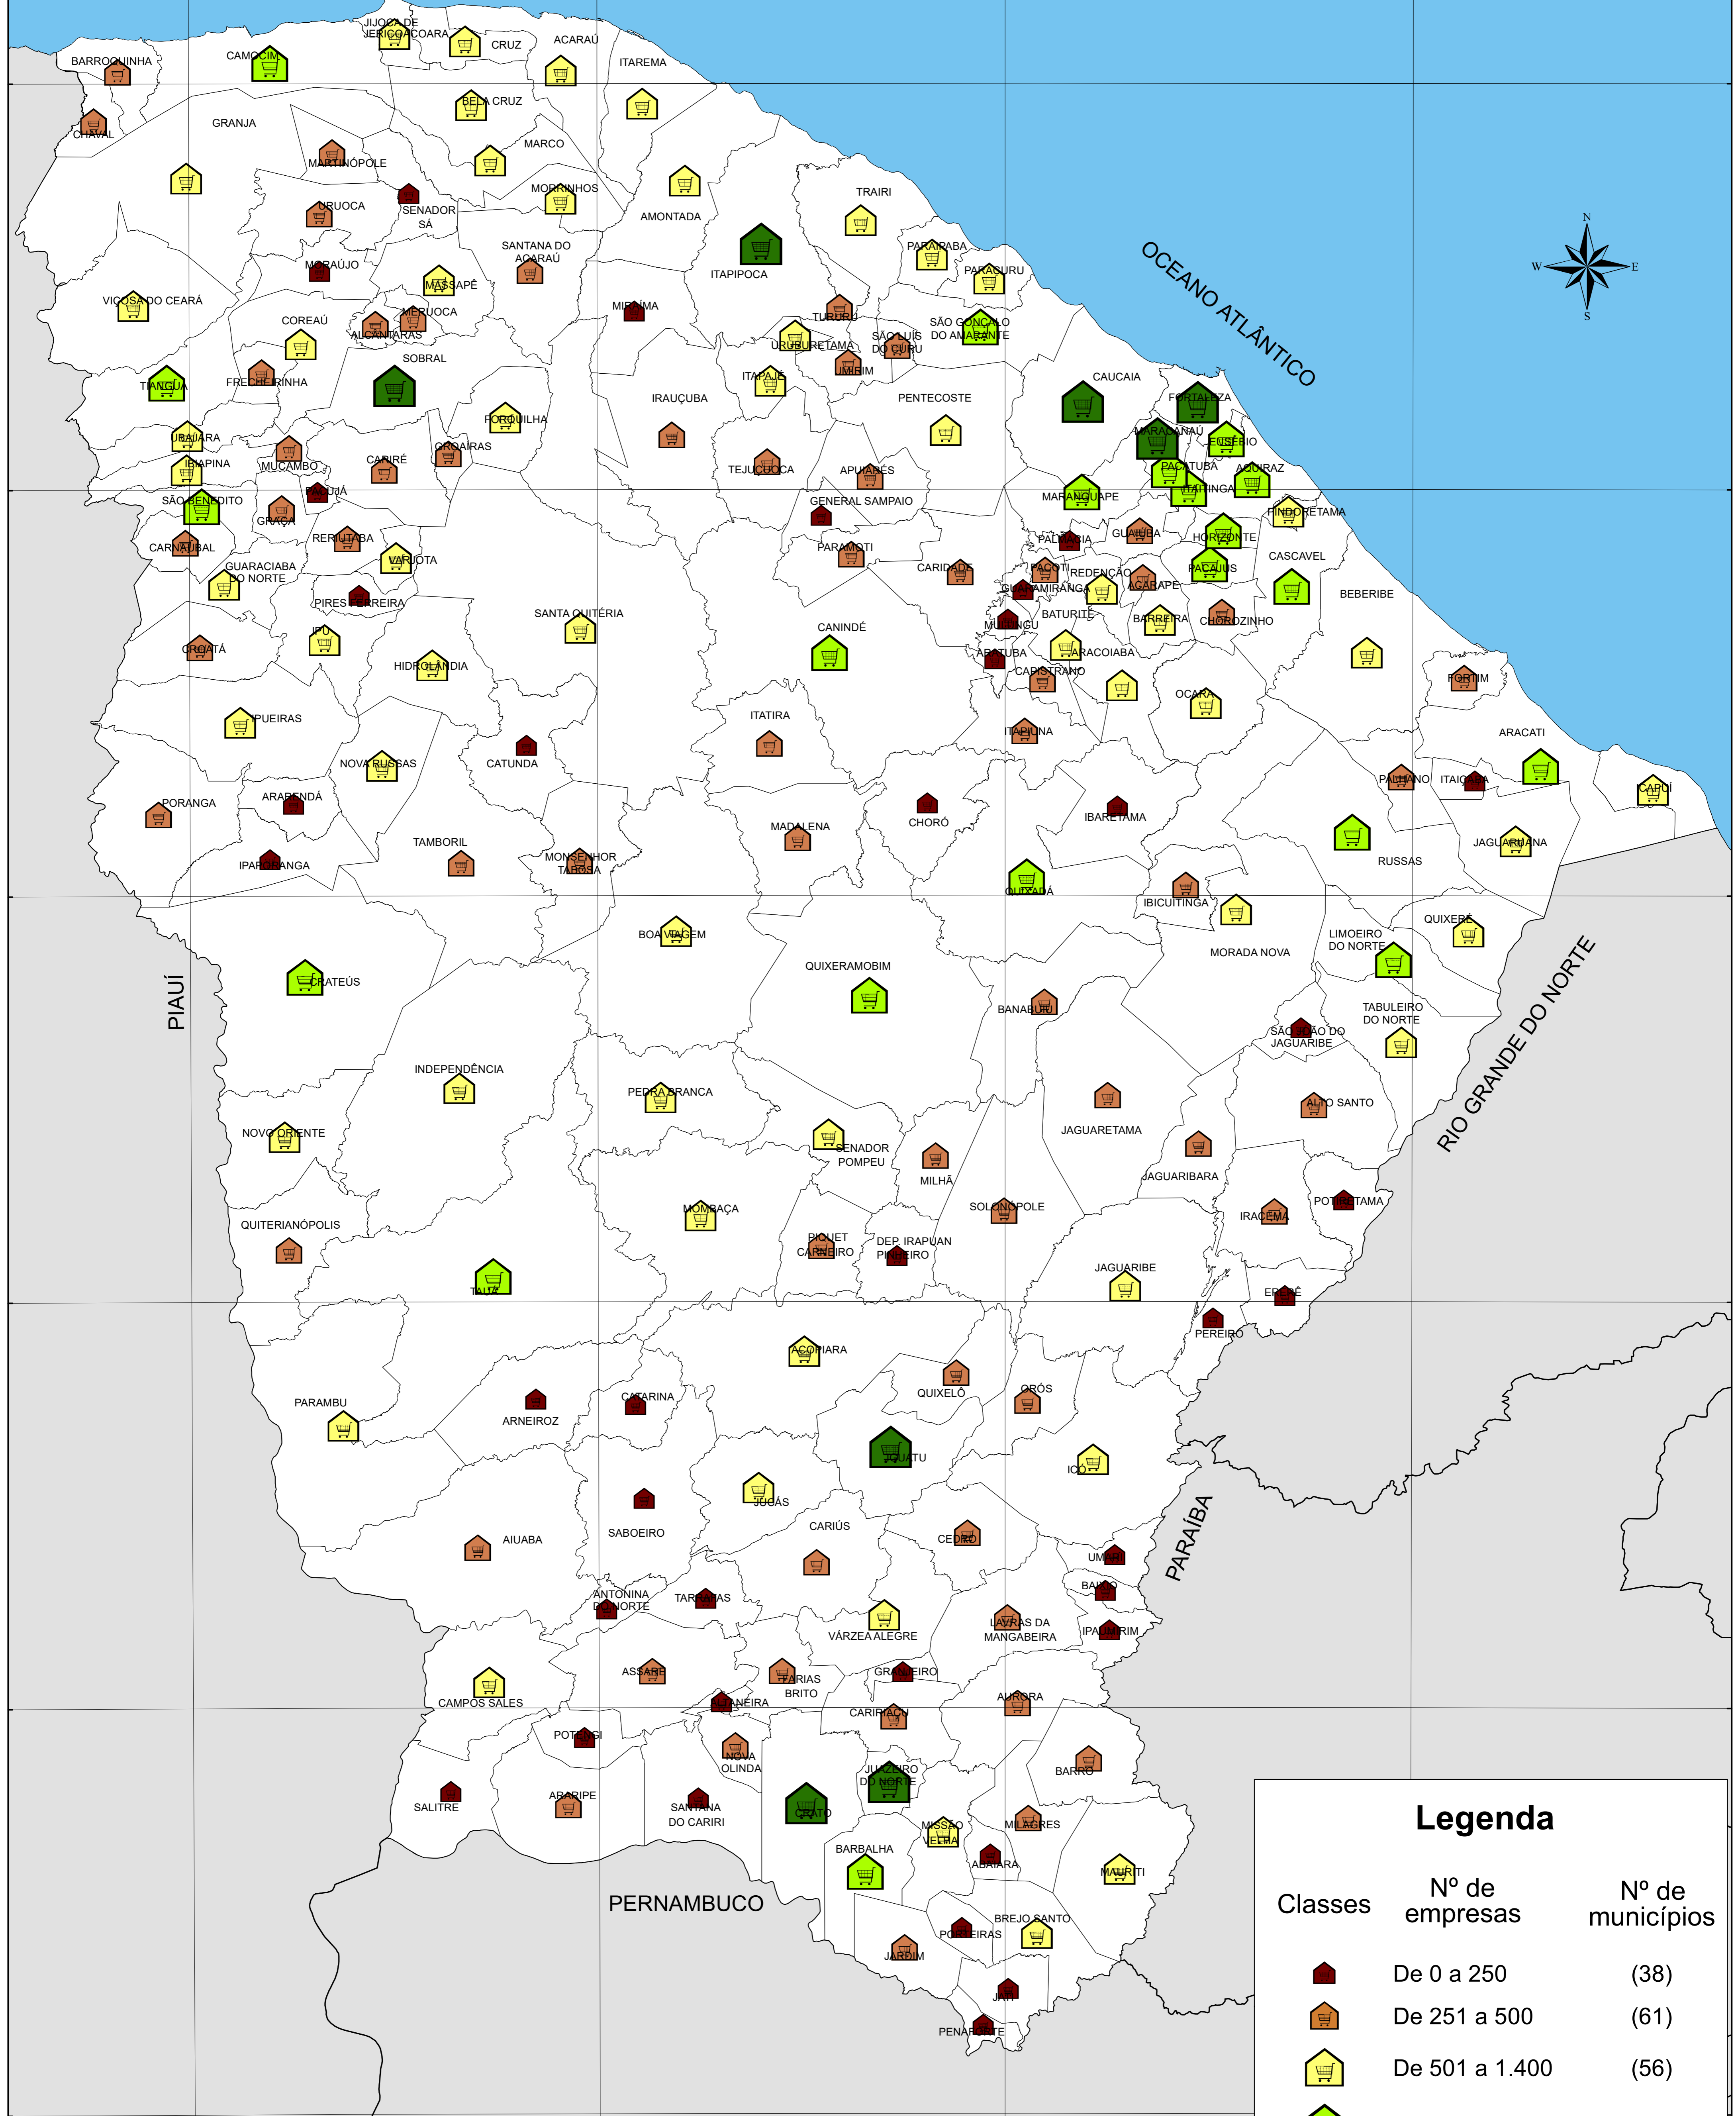 JIJOCA DE
JERICOACOARA
CRUZ
ACARAÚ
BARROQUINHA
CAMOCIM
ITAREMA
BELA CRUZ
CHAVAL
GRANJA
MARCO
MARTINÓPOLE
MORRINHOS
TRAIRI
URUOCA
SENADOR
SÁ
AMONTADA
N
W
E
S
SANTANA DO
ACARAÚ
PARAIPABA
OCEANO ATLÂNTICO
MORAÚJO
ITAPIPOCA
PARACURU
MASSAPÊ
VIÇOSA DO CEARÁ
MIRAÍMA
MERUOCA
TURURU
COREAÚ
ALCÂNTARAS
SÃO GONÇALO
DO AMARANTE
URUBURETAMA
SÃO LUÍS
DO CURU
SOBRAL
UMIRIM
TIANGUÁ
FRECHEIRINHA
ITAPAJÉ
CAUCAIA
IRAUÇUBA
PENTECOSTE
FORTALEZA
FORQUILHA
MARACANAÚ
UBAJARA
EUSÉBIO
GROAÍRAS
MUCAMBO
CARIRÉ
IBIAPINA
TEJUÇUOCA
APUIARÉS
PACATUBA
AQUIRAZ
PACUJÁ
MARANGUAPE
ITAITINGA
SÃO BENEDITO
GENERAL SAMPAIO
PINDORETAMA
GRAÇA
CARNAUBAL
RERIUTABA
PARAMOTI
PALMÁCIA
GUAIÚBA
HORIZONTE
CASCAVEL
VARJOTA
GUARACIABA
DO NORTE
CARIDADE
PACOTI
REDENÇÃO
PACAJUS
ACARAPE
PIRES FERREIRA
GUARAMIRANGA
BEBERIBE
SANTA QUITÉRIA
CANINDÉ
MULUNGU
BATURITÉ
BARREIRA
CHOROZINHO
IPU
CROATÁ
HIDROLÂNDIA
ARATUBA
ARACOIABA
CAPISTRANO
FORTIM
OCARA
IPUEIRAS
ITATIRA
ITAPIÚNA
ARACATI
NOVA RUSSAS
CATUNDA
PALHANO
ITAIÇABA
ICAPUÍ
PORANGA
ARARENDÁ
CHORÓ
IBARETAMA
MADALENA
TAMBORIL
JAGUARUANA
IPAPORANGA
MONSENHOR
TABOSA
RUSSAS
QUIXADÁ
IBICUITINGA
QUIXERÉ
BOA VIAGEM
LIMOEIRO
DO NORTE
MORADA NOVA
PIAUÍ
CRATEÚS
QUIXERAMOBIM
RIO GRANDE DO NORTE
BANABUIÚ
TABULEIRO
DO NORTE
SÃO JOÃO DO
JAGUARIBE
INDEPENDÊNCIA
PEDRA BRANCA
ALTO SANTO
NOVO ORIENTE
JAGUARETAMA
SENADOR
POMPEU
MILHÃ
JAGUARIBARA
POTIRETAMA
SOLONÓPOLE
MOMBAÇA
IRACEMA
QUITERIANÓPOLIS
PIQUET
CARNEIRO
DEP. IRAPUAN
PINHEIRO
JAGUARIBE
TAUÁ
ERERÊ
PEREIRO
ACOPIARA
QUIXELÔ
ORÓS
CATARINA
PARAMBU
ARNEIROZ
IGUATU
ICÓ
JUCÁS
CARIÚS
SABOEIRO
AIUABA
CEDRO
PARAÍBA
UMARI
BAIXIO
ANTONINA
DO NORTE
TARRAFAS
LAVRAS DA
MANGABEIRA
IPAUMIRIM
VÁRZEA ALEGRE
ASSARÉ
GRANJEIRO
FARIAS
BRITO
CAMPOS SALES
ALTANEIRA
AURORA
CARIRIAÇU
POTENGI
NOVA
OLINDA
JUAZEIRO
DO NORTE
BARRO
ARARIPE
SALITRE
SANTANA
DO CARIRI
CRATO
MISSÃO
VELHA
MILAGRES
BARBALHA
ABAIARA
MAURITI
PERNAMBUCO
BREJO SANTO
PORTEIRAS
JARDIM
JATI
PENAFORTE
Legenda
Classes
Nº de
empresas
Nº de
municípios
De 0 a 250
(38)
De 251 a 500
(61)
De 501 a 1.400
(56)